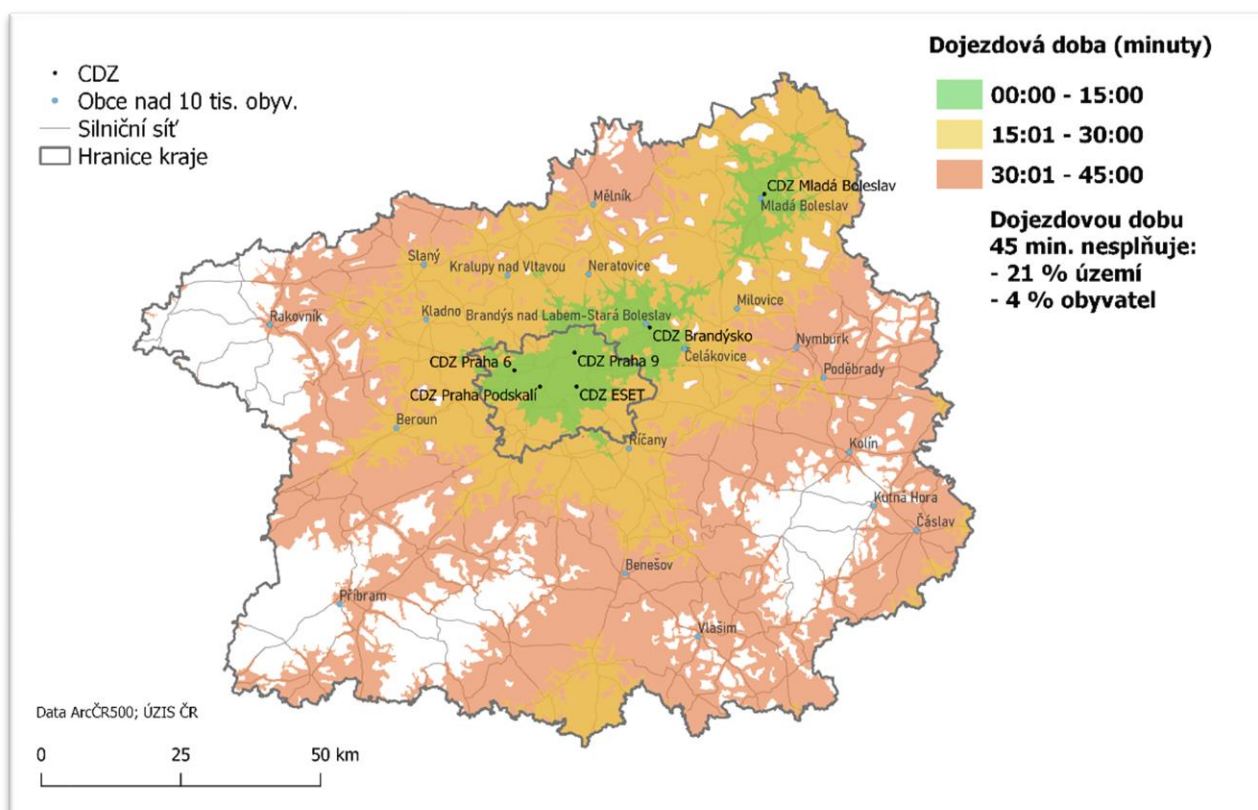 Dojezdová doba (minuty)
00:00 - 15:00
15:01 - 30:00
30:01 - 45:00
Dojezdovou dobu
45 min. nesplňuje:
- 21 % území
- 4 % obyvatel
CDZ
Obce nad 10 tis. obyv.
Silniční síť
Hranice kraje
CDZ Mladá Boleslav
Mladá Boleslav
Mělník
Slaný
Kralupy nad Vltavou
Neratovice
Kladno
Brandýs nad Labem-Stará Boleslav
Milovice
Rakovník
CDZ Brandýsko
Nymburk
CDZ Praha 6
CDZ Praha 9
Čelákovice
Poděbrady
CDZ Praha Podskalí
CDZ ESET
Beroun
Říčany
Kolín
Kutná Hora
Čáslav
Benešov
Příbram
Vlašim
Data ArcČR500; ÚZIS ČR
0 25 50 km